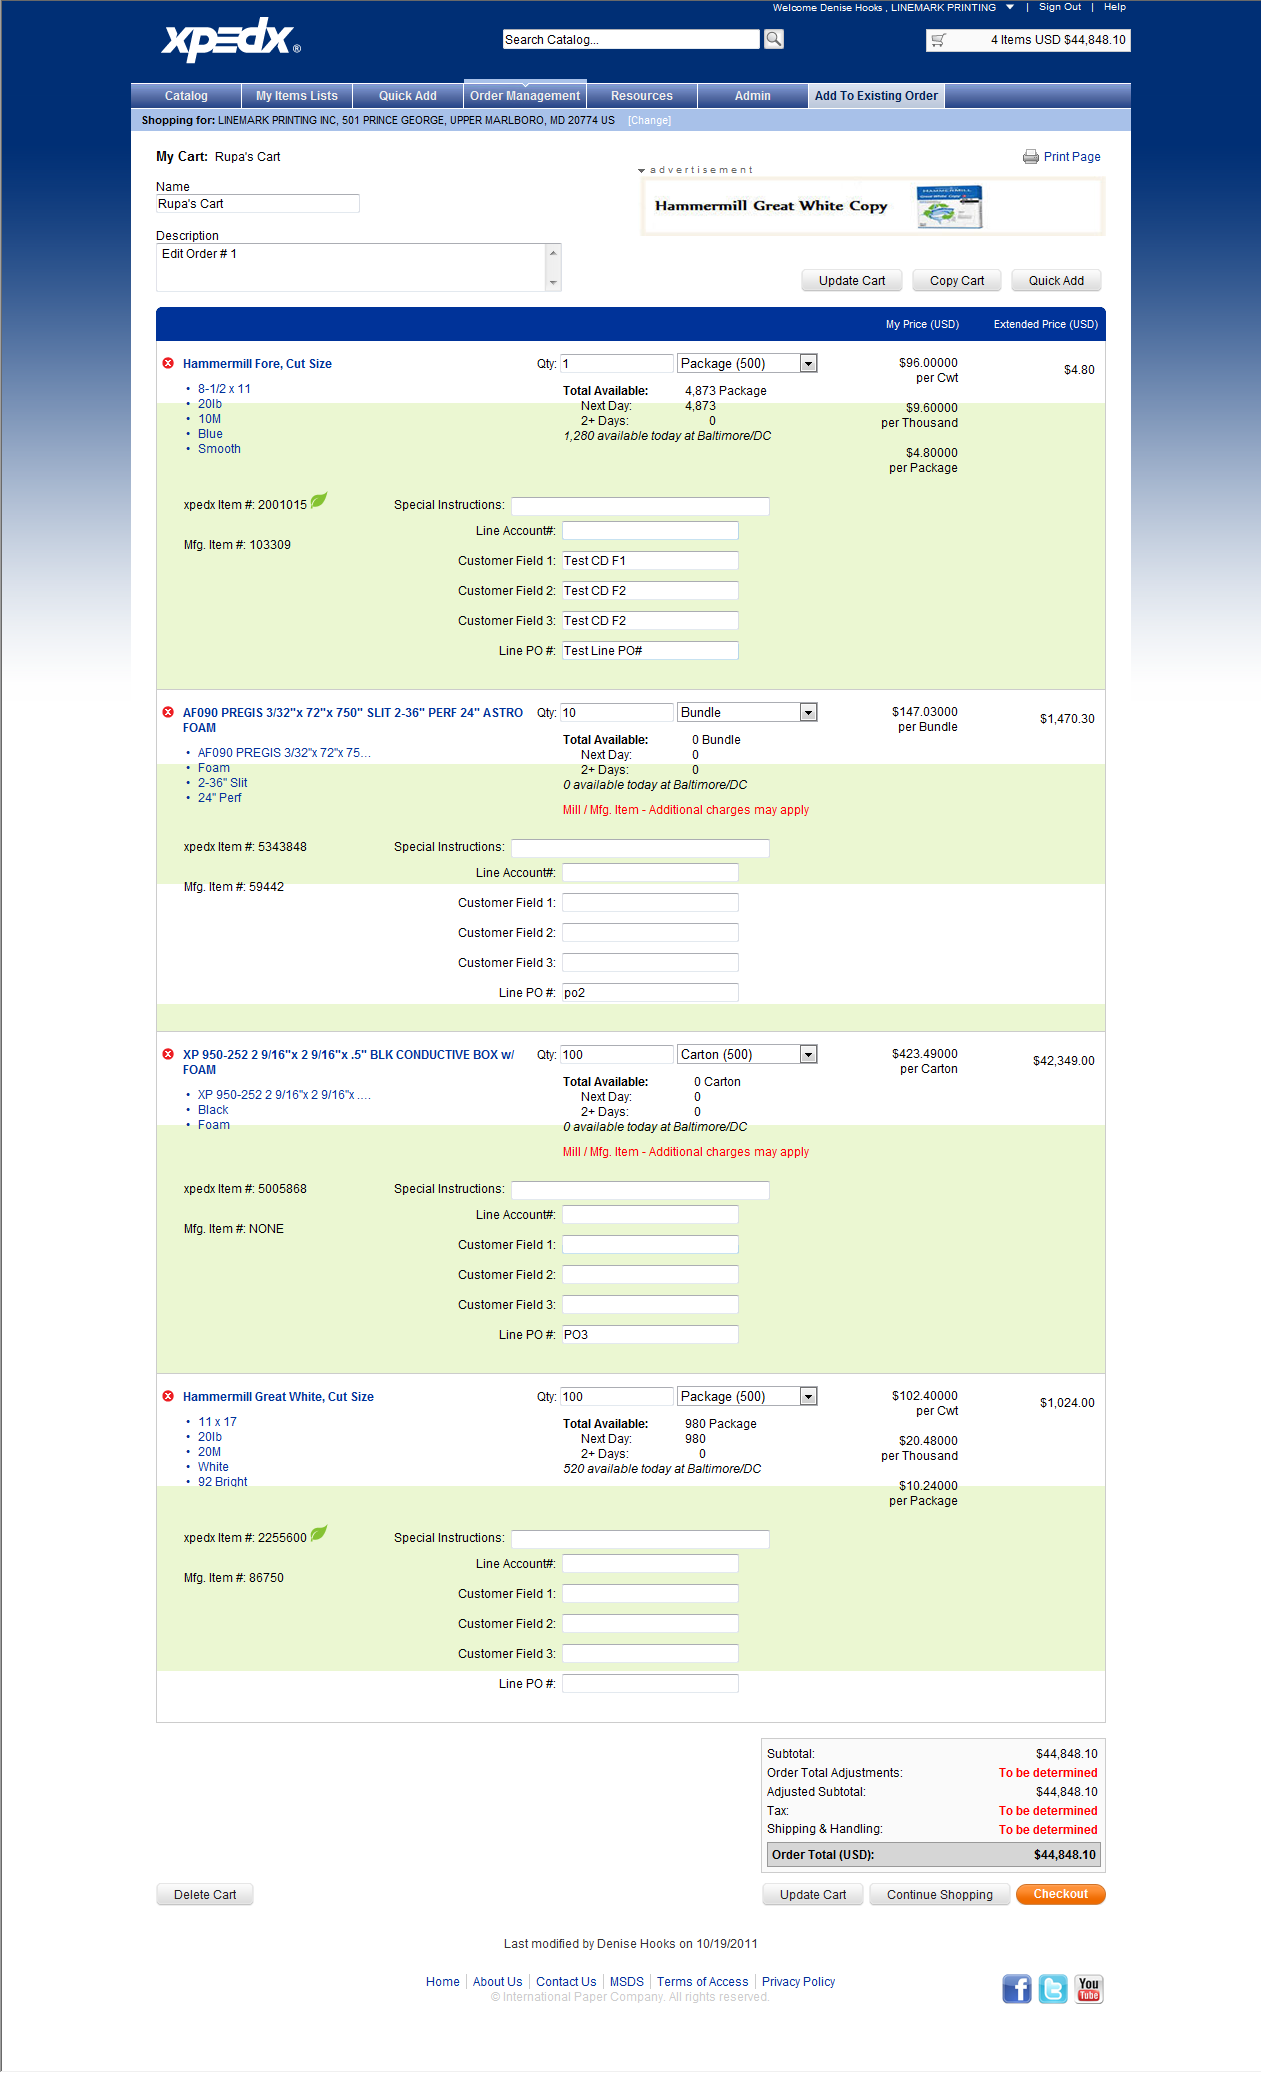 Welcome Denise Hooks , LINEMARK PRINTING | Sign Out | Help
xpedx®
Search Catalog...
4 Items USD $44,848.10
Catalog My Items Lists Quick Add Order Management Resources Admin Add To Existing Order
Shopping for: LINEMARK PRINTING INC, 501 PRINCE GEORGE, UPPER MARLBORO, MD 20774 US [Change]
My Cart: Rupa's Cart
Print Page
advertisement
Name
Rupa's Cart
Hammermill Great White Copy
HAMMERMILL
Description
Edit Order # 1
Update Cart Copy Cart Quick Add
My Price (USD) Extended Price (USD)
Hammermill Fore, Cut Size
Qty: 1 Package (500)
$96.00000
per Cwt
$4.80
• 8-1/2 x 11
• 20lb
• 10M
• Blue
• Smooth
Total Available: 4,873 Package
Next Day: 4,873
2+ Days: 0
1,280 available today at Baltimore/DC
$9.60000
per Thousand
$4.80000
per Package
xpedx Item #: 2001015
Mfg. Item #: 103309
Special Instructions:
Line Account#:
Customer Field 1: Test CD F1
Customer Field 2: Test CD F2
Customer Field 3: Test CD F2
Line PO #: Test Line PO#
AF090 PREGIS 3/32"x 72"x 750" SLIT 2-36" PERF 24" ASTRO
FOAM
Qty: 10 Bundle
$147.03000
per Bundle
$1,470.30
• AF090 PREGIS 3/32"x 72"x 75...
• Foam
• 2-36" Slit
• 24" Perf
Total Available: 0 Bundle
Next Day: 0
2+ Days: 0
0 available today at Baltimore/DC
Mill / Mfg. Item - Additional charges may apply
xpedx Item #: 5343848
Mfg. Item #: 59442
Special Instructions:
Line Account#:
Customer Field 1:
Customer Field 2:
Customer Field 3:
Line PO #: po2
XP 950-252 2 9/16"x 2 9/16"x .5" BLK CONDUCTIVE BOX w/
FOAM
Qty: 100 Carton (500)
$423.49000
per Carton
$42,349.00
• XP 950-252 2 9/16"x 2 9/16"x ....
• Black
• Foam
Total Available: 0 Carton
Next Day: 0
2+ Days: 0
0 available today at Baltimore/DC
Mill / Mfg. Item - Additional charges may apply
xpedx Item #: 5005868
Mfg. Item #: NONE
Special Instructions:
Line Account#:
Customer Field 1:
Customer Field 2:
Customer Field 3:
Line PO #: PO3
Hammermill Great White, Cut Size
Qty: 100 Package (500)
$102.40000
per Cwt
$1,024.00
• 11 x 17
• 20lb
• 20M
• White
• 92 Bright
Total Available: 980 Package
Next Day: 980
2+ Days: 0
520 available today at Baltimore/DC
$20.48000
per Thousand
$10.24000
per Package
xpedx Item #: 2255600
Mfg. Item #: 86750
Special Instructions:
Line Account#:
Customer Field 1:
Customer Field 2:
Customer Field 3:
Line PO #:
Subtotal: $44,848.10
Order Total Adjustments: To be determined
Adjusted Subtotal: $44,848.10
Tax: To be determined
Shipping & Handling: To be determined
Order Total (USD): $44,848.10
Delete Cart Update Cart Continue Shopping Checkout
Last modified by Denise Hooks on 10/19/2011
Home About Us Contact Us MSDS Terms of Access Privacy Policy
© International Paper Company. All rights reserved.
f t You Tube